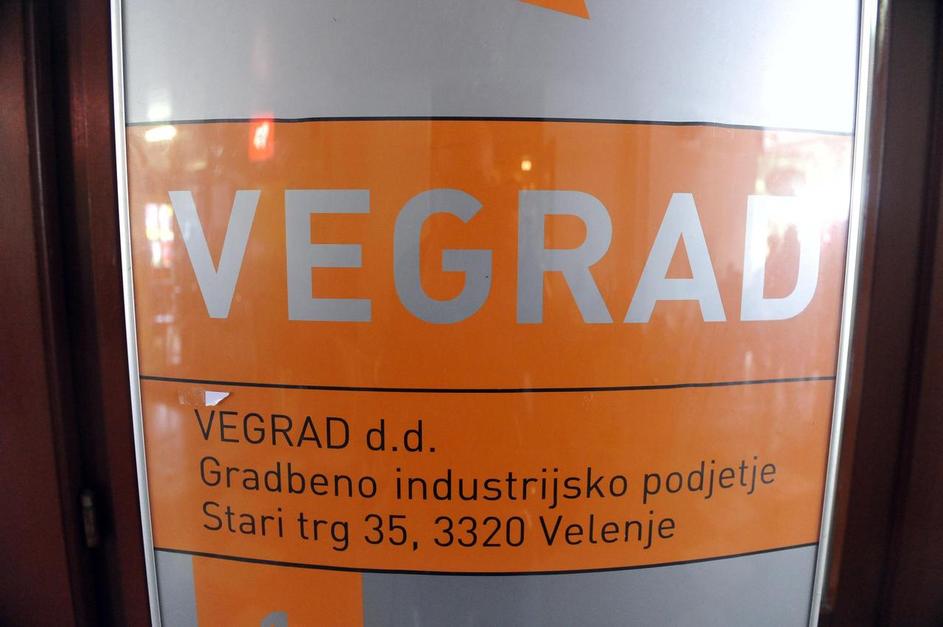 VEGRAD
VEGRAD d.d.
Gradbeno industrijsko podjetje
Stari trg 35, 3320 Velenje